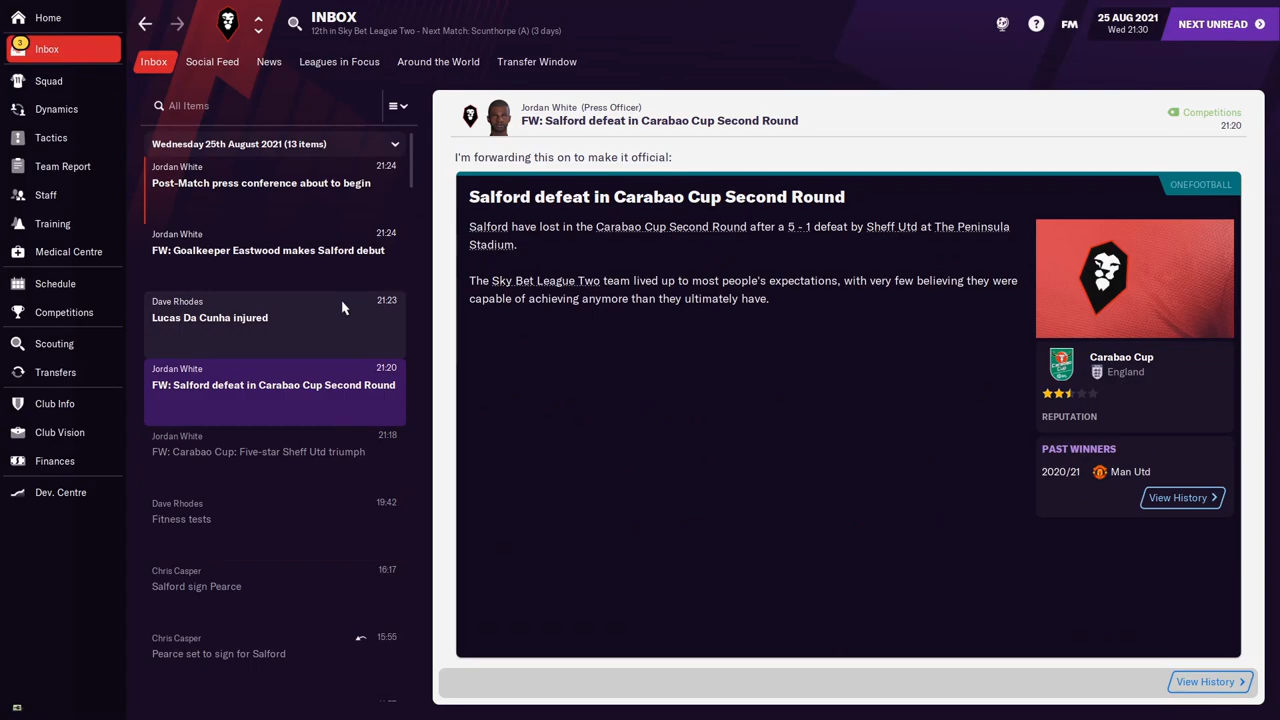 Home
3
Inbox
Squad
Dynamics
Tactics
Team Report
Staff
Training
Medical Centre
Schedule
Competitions
Scouting
Transfers
Club Info
Club Vision
Finances
Dev. Centre
INBOX
12th in Sky Bet League Two - Next Match: Scunthorpe (A) (3 days)
?
FM
25 AUG 2021
Wed 21:30
NEXT UNREAD
Inbox
Social Feed
News
Leagues in Focus
Around the World
Transfer Window
All Items
Wednesday 25th August 2021 (13 items)
Jordan White 21:24
Post-Match press conference about to begin
Jordan White 21:24
FW: Goalkeeper Eastwood makes Salford debut
Dave Rhodes 21:23
Lucas Da Cunha injured
Jordan White 21:20
FW: Salford defeat in Carabao Cup Second Round
Jordan White 21:18
FW: Carabao Cup: Five-star Sheff Utd triumph
Dave Rhodes 19:42
Fitness tests
Chris Casper 16:17
Salford sign Pearce
Chris Casper 15:55
Pearce set to sign for Salford
Jordan White (Press Officer)
FW: Salford defeat in Carabao Cup Second Round
Competitions
21:20
I'm forwarding this on to make it official:
ONEFOOTBALL
Salford defeat in Carabao Cup Second Round
Salford have lost in the Carabao Cup Second Round after a 5 - 1 defeat by Sheff Utd at The Peninsula
Stadium.
The Sky Bet League Two team lived up to most people's expectations, with very few believing they were
capable of achieving anymore than they ultimately have.
Carabao Cup
England
REPUTATION
PAST WINNERS
2020/21 Man Utd
View History
View History